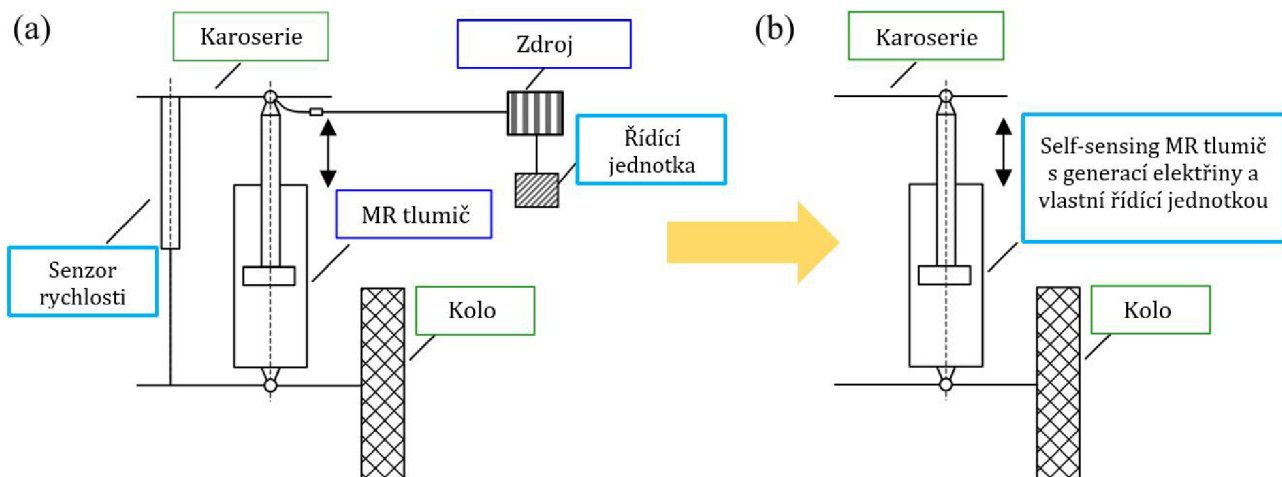 (a)
Karoserie
Zdroj
Řídící
jednotka
MR tlumič
Senzor
rychlosti
Kolo
(b)
Karoserie
Self-sensing MR tlumič
s generací elektřiny a
vlastní řídící jednotkou
Kolo